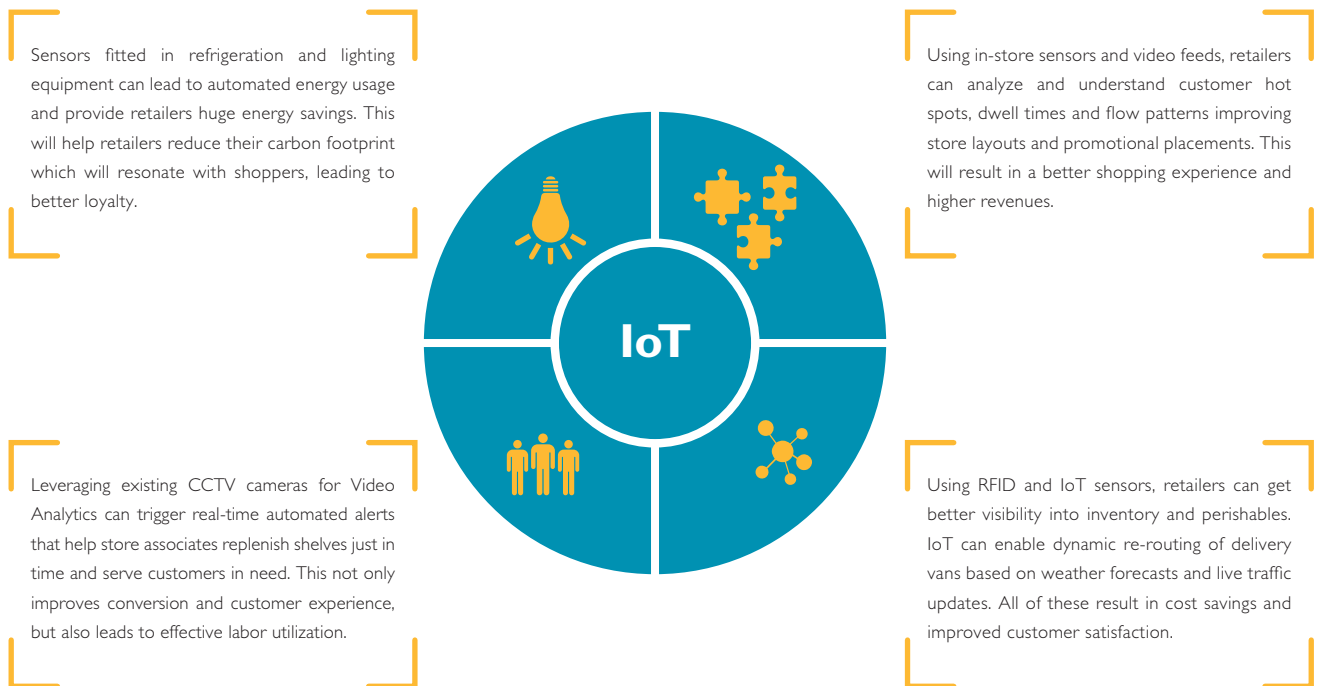 Sensors fitted in refrigeration and lighting
equipment can lead to automated energy usage
and provide retailers huge energy savings. This
will help retailers reduce their carbon footprint
which will resonate with shoppers, leading to
better loyalty.
Using in-store sensors and video feeds, retailers
can analyze and understand customer hot
spots, dwell times and flow patterns improving
store layouts and promotional placements. This
will result in a better shopping experience and
higher revenues.
IoT
Leveraging existing CCTV cameras for Video
Analytics can trigger real-time automated alerts
that help store associates replenish shelves just in
time and serve customers in need. This not only
improves conversion and customer experience,
but also leads to effective labor utilization.
Using RFID and IoT sensors, retailers can get
better visibility into inventory and perishables.
IoT can enable dynamic re-routing of delivery
vans based on weather forecasts and live traffic
updates. All of these result in cost savings and
improved customer satisfaction.